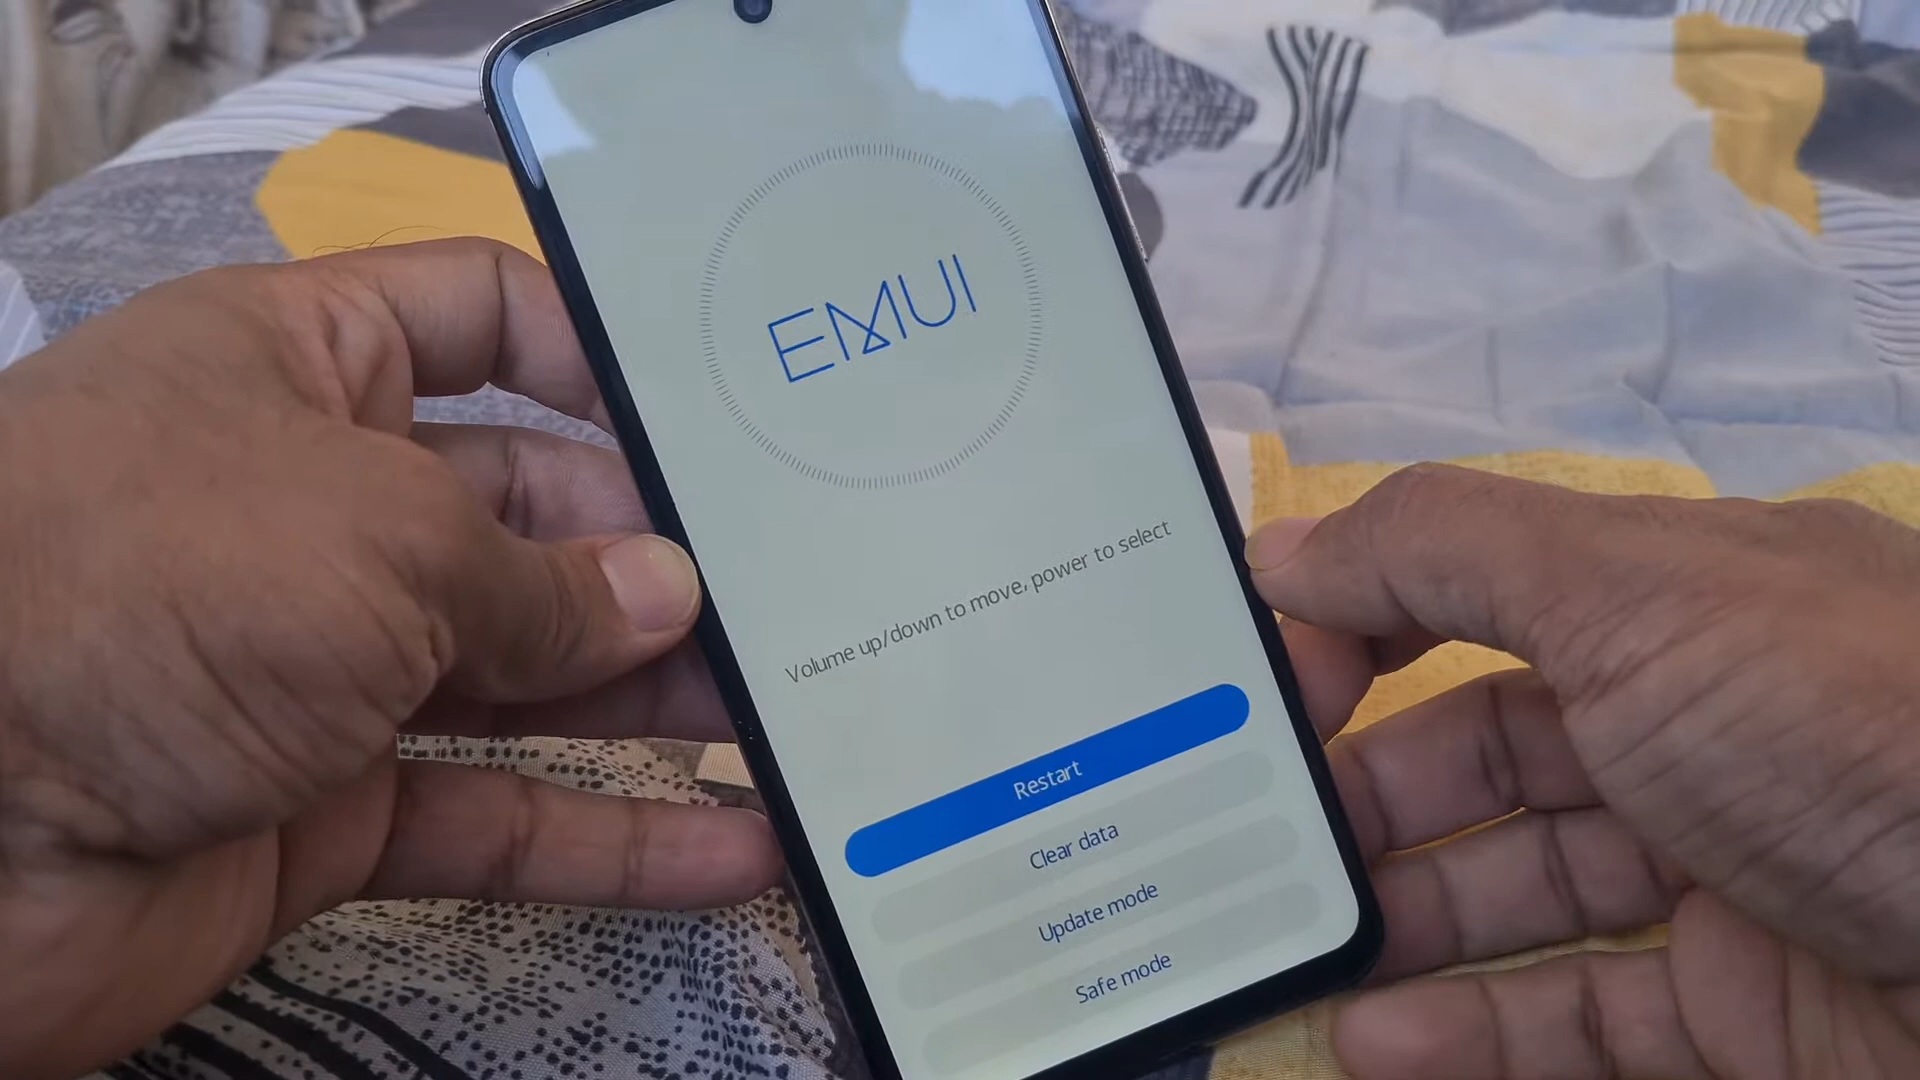 EMUI
Volume up/down to move, power to select
Restart
Clear data
Update mode
Safe mode